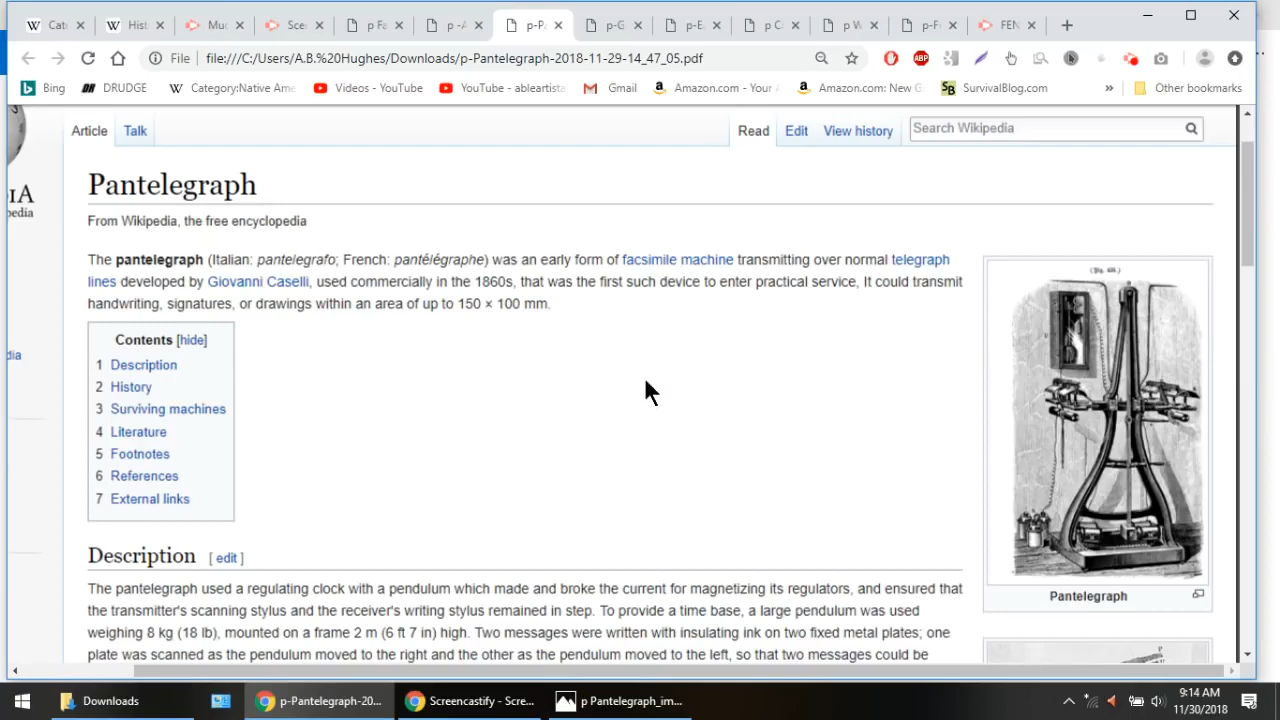 Cat
Hist
Muc
Scre
p Fa
p -A
p-Pa
p-G
p-E
p C
p W
p-Fr
FEN
File file:///C:/Users/A.B.%20Hughes/Downloads/p-Pantelegraph-2018-11-29-14_47_05.pdf ABP
Bing DRUDGE Category:Native Ame Videos - YouTube YouTube - ableartista Gmail Amazon.com - Your A Amazon.com: New G SurvivalBlog.com » Other bookmarks
Article Talk Read Edit View history Search Wikipedia
Pantelegraph
From Wikipedia, the free encyclopedia
The pantelegraph (Italian: pantelegrafo; French: pantélégraphe) was an early form of facsimile machine transmitting over normal telegraph
lines developed by Giovanni Caselli, used commercially in the 1860s, that was the first such device to enter practical service, It could transmit
handwriting, signatures, or drawings within an area of up to 150 × 100 mm.
Contents [hide]
1 Description
2 History
3 Surviving machines
4 Literature
5 Footnotes
6 References
7 External links
Pantelegraph
Description [ edit ]
The pantelegraph used a regulating clock with a pendulum which made and broke the current for magnetizing its regulators, and ensured that
the transmitter's scanning stylus and the receiver's writing stylus remained in step. To provide a time base, a large pendulum was used
weighing 8 kg (18 lb), mounted on a frame 2 m (6 ft 7 in) high. Two messages were written with insulating ink on two fixed metal plates; one
plate was scanned as the pendulum moved to the right and the other as the pendulum moved to the left, so that two messages could be
Downloads p-Pantelegraph-20... Screencastify - Scre... p Pantelegraph_im...
9:14 AM
11/30/2018